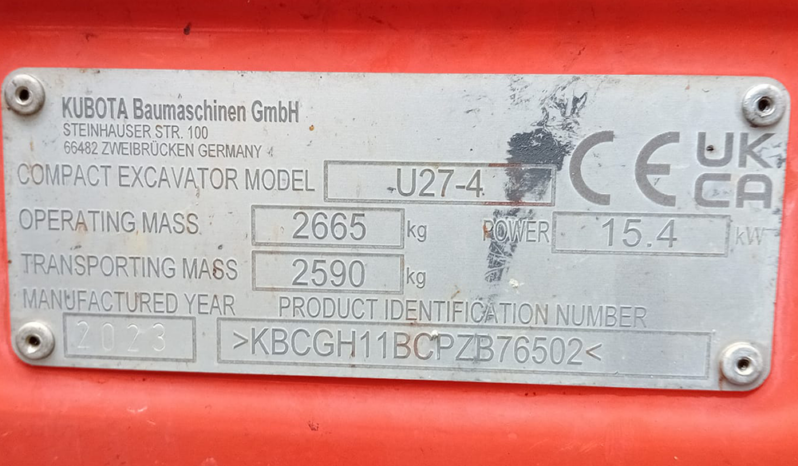 KUBOTA Baumaschinen GmbH
STEINHAUSER STR. 100
66482 ZWEIBRÜCKEN GERMANY
COMPACT EXCAVATOR MODEL U27-4
CE UK CA
OPERATING MASS 2665 kg POWER 15.4 kW
TRANSPORTING MASS 2590 kg
MANUFACTURED YEAR PRODUCT IDENTIFICATION NUMBER
2023 >KBCGH11BCPZB76502<